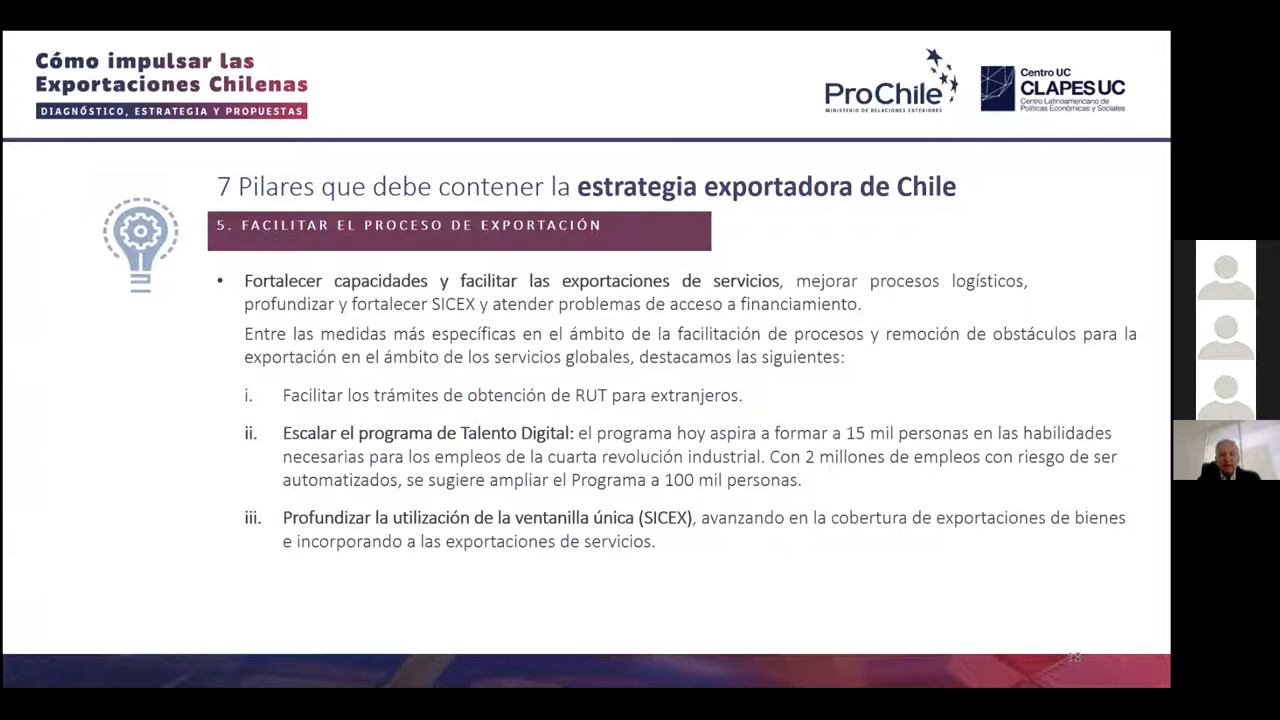 Cómo impulsar las
Exportaciones Chilenas
DIAGNÓSTICO, ESTRATEGIA Y PROPUESTAS
ProChile
MINISTERIO DE RELACIONES EXTERIORES
Centro UC
CLAPES UC
Centro Latinoamericano de
Políticas Económicas y Sociales
7 Pilares que debe contener la estrategia exportadora de Chile
5. FACILITAR EL PROCESO DE EXPORTACIÓN
• Fortalecer capacidades y facilitar las exportaciones de servicios, mejorar procesos logísticos,
profundizar y fortalecer SICEX y atender problemas de acceso a financiamiento.
Entre las medidas más específicas en el ámbito de la facilitación de procesos y remoción de obstáculos para la
exportación en el ámbito de los servicios globales, destacamos las siguientes:
i. Facilitar los trámites de obtención de RUT para extranjeros.
ii. Escalar el programa de Talento Digital: el programa hoy aspira a formar a 15 mil personas en las habilidades
necesarias para los empleos de la cuarta revolución industrial. Con 2 millones de empleos con riesgo de ser
automatizados, se sugiere ampliar el Programa a 100 mil personas.
iii. Profundizar la utilización de la ventanilla única (SICEX), avanzando en la cobertura de exportaciones de bienes
e incorporando a las exportaciones de servicios.
18